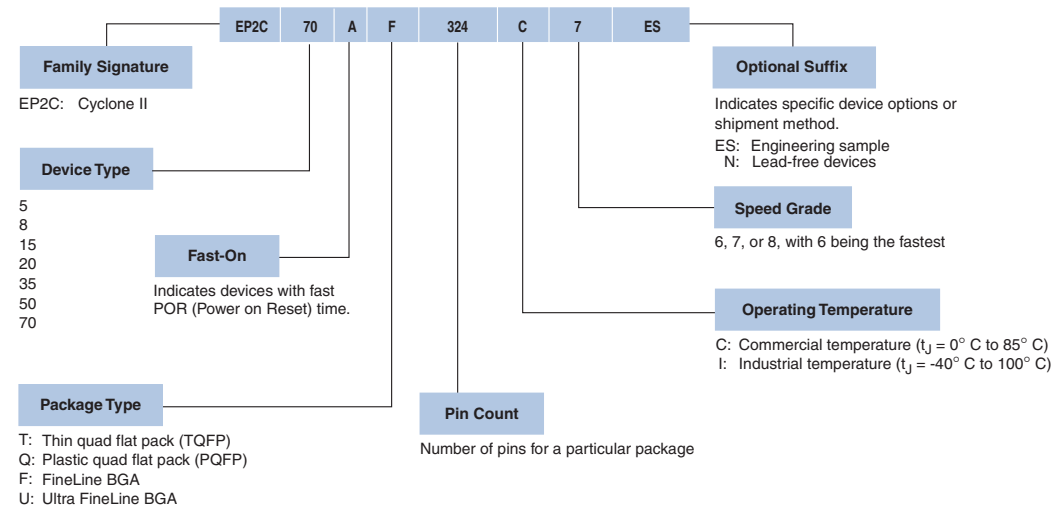 EP2C 70 A F 324 C 7 ES
Family Signature
EP2C: Cyclone II
Device Type
5
8
15
20
35
50
70
Fast-On
Indicates devices with fast
POR (Power on Reset) time.
Package Type
T: Thin quad flat pack (TQFP)
Q: Plastic quad flat pack (PQFP)
F: FineLine BGA
U: Ultra FineLine BGA
Pin Count
Number of pins for a particular package
Optional Suffix
Indicates specific device options or
shipment method.
ES: Engineering sample
N: Lead-free devices
Speed Grade
6, 7, or 8, with 6 being the fastest
Operating Temperature
C: Commercial temperature (tJ = 0° C to 85° C)
I: Industrial temperature (tJ = -40° C to 100° C)